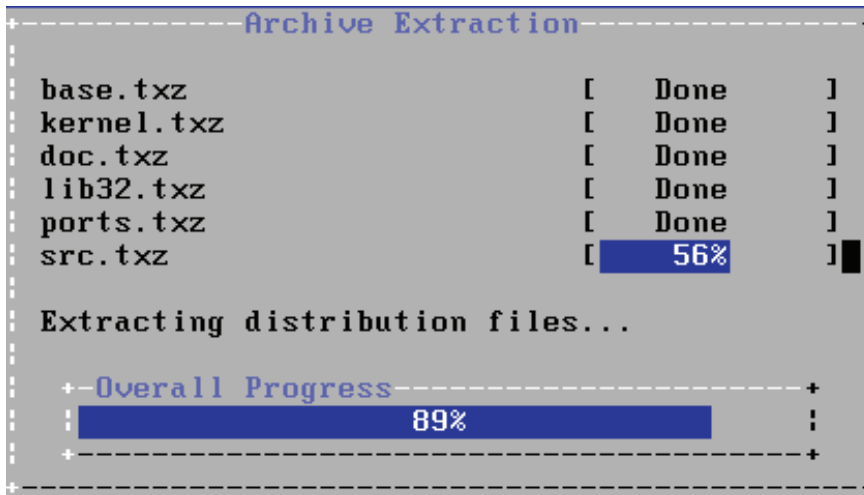 Archive Extraction
base.txz [ Done ]
kernel.txz [ Done ]
doc.txz [ Done ]
lib32.txz [ Done ]
ports.txz [ Done ]
src.txz [ 56% ]
Extracting distribution files...
Overall Progress
89%